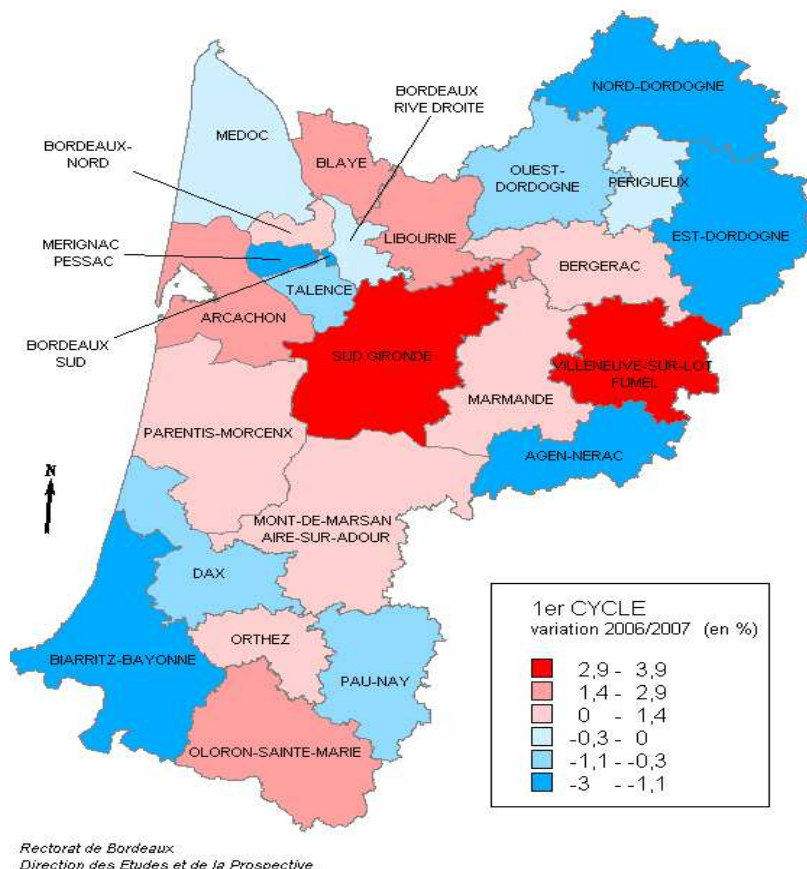 NORD-DORDOGNE
BORDEAUX
RIVE DROITE
MEDOC
BORDEAUX-
NORD
BLAYE
OUEST-
DORDOGNE
PERIGUEUX
EST-DORDOGNE
MERIGNAC
PESSAC
LIBOURNE
BERGERAC
TALENCE
ARCACHON
BORDEAUX
SUD
SUD GIRONDE
VILLENEUVE-SUR-LOT
FUMEL
MARMANDE
PARENTIS-MORCENX
AGEN-NERAC
N
MONT-DE-MARSAN
AIRE-SUR-ADOUR
DAX
ORTHEZ
BIARRITZ-BAYONNE
PAU-NAY
OLORON-SAINTE-MARIE
1er CYCLE
variation 2006/2007 (en %)
2,9 - 3,9
1,4 - 2,9
0 - 1,4
-0,3 - 0
-1,1 - -0,3
-3 - -1,1
Rectorat de Bordeaux
Direction des Etudes et de la Prospective